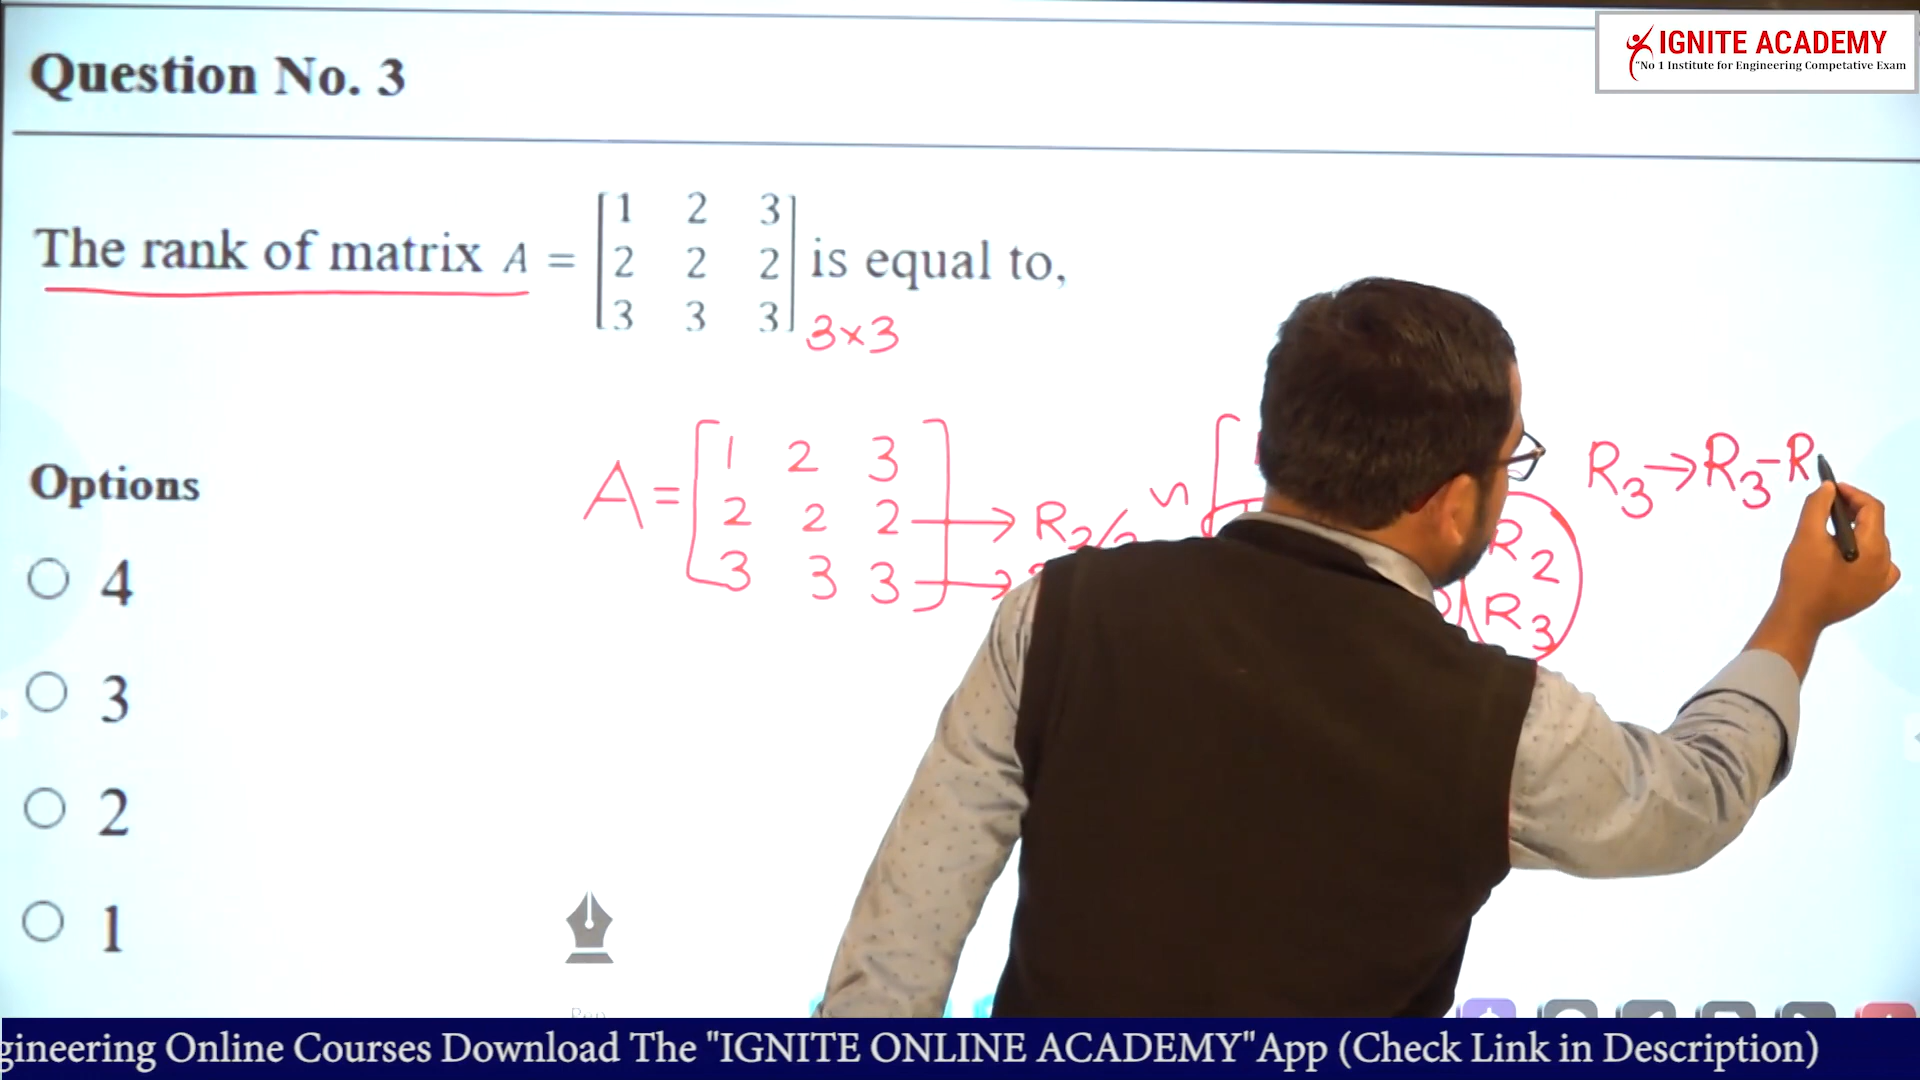 IGNITE ACADEMY
"No 1 Institute for Engineering Competative Exam
Question No. 3
The rank of matrix A = [1 2 3
2 2 2
3 3 3] is equal to,
3×3
A = [1 2 3
2 2 2 → R2/2
3 3 3] →
~ [
R2
R3
R3 → R3 - R
Options
4
3
2
1
gineering Online Courses Download The "IGNITE ONLINE ACADEMY"App (Check Link in Description)